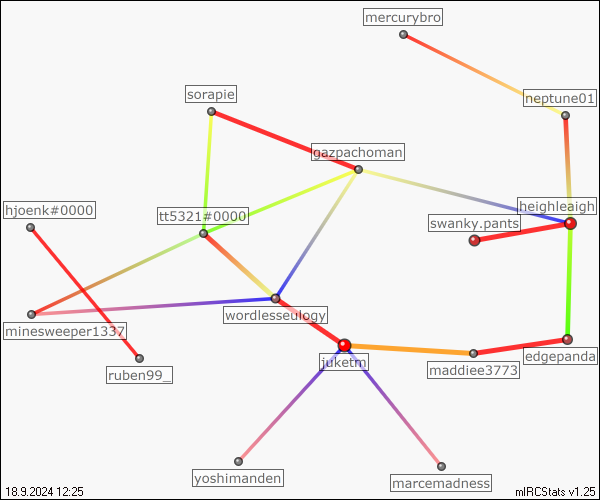 mercurybro
sorapie
neptune01
gazpachoman
hjoenk#0000
tt5321#0000
heighleaigh
swanky.pants
wordlesseulogy
minesweeper1337
juketm
edgepanda
ruben99_
maddiee3773
yoshimanden
marcemadness
18.9.2024 12:25
mIRCStats v1.25